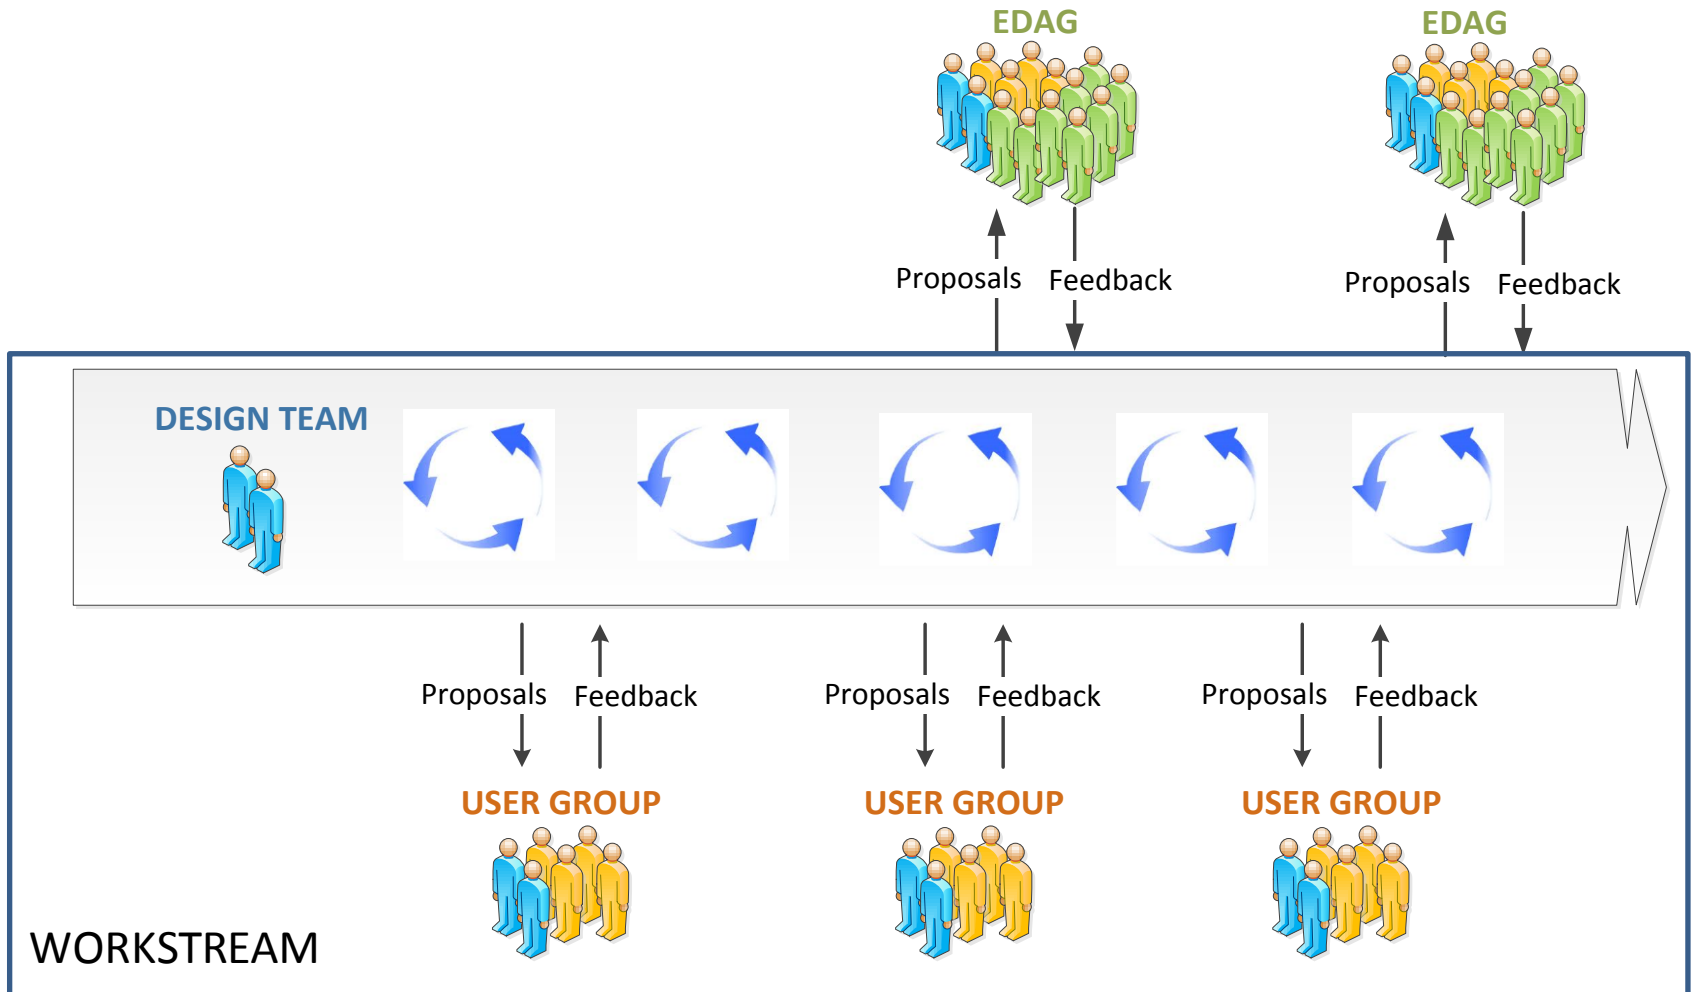 EDAG
EDAG
Proposals
Feedback
Proposals
Feedback
DESIGN TEAM
Proposals
Feedback
Proposals
Feedback
Proposals
Feedback
USER GROUP
USER GROUP
USER GROUP
WORKSTREAM